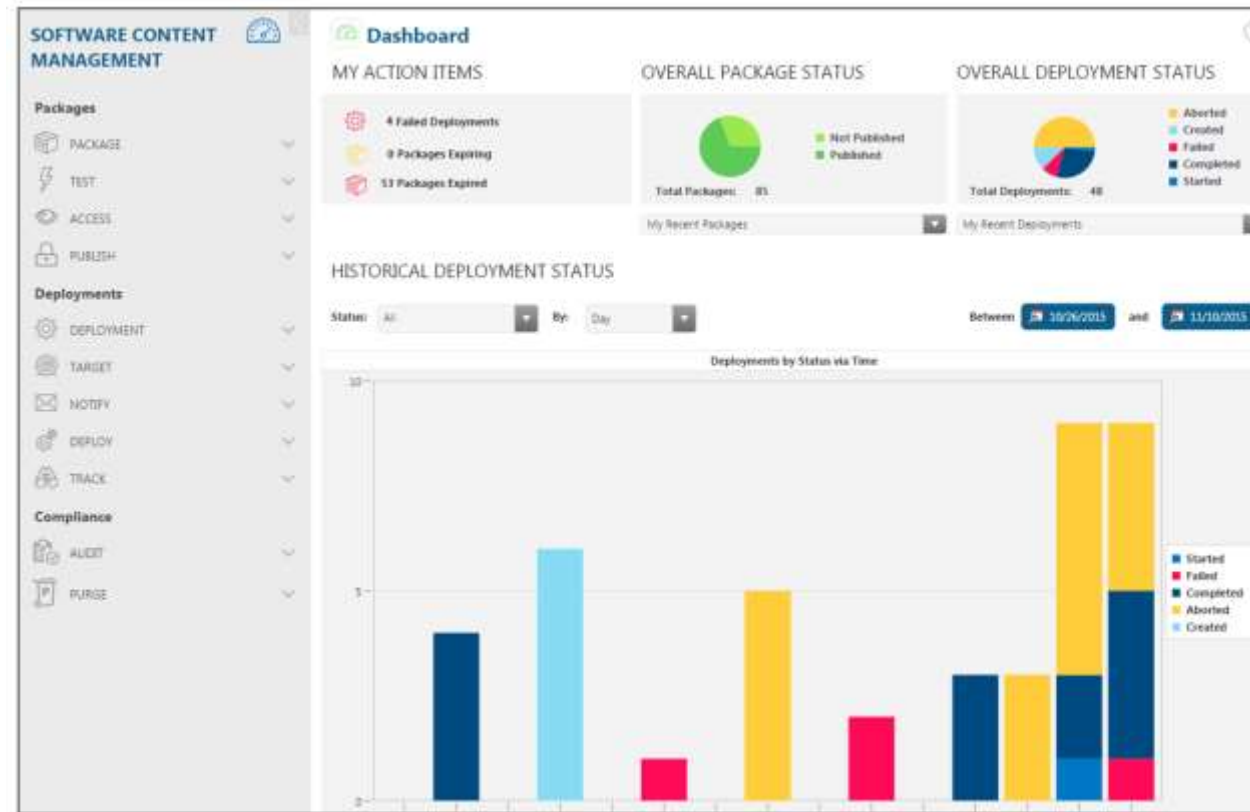 SOFTWARE CONTENT
MANAGEMENT
Packages
PACKAGE
TEST
ACCESS
PUBLISH
Deployments
DEPLOYMENT
TARGET
NOTIFY
DEPLOY
TRACK
Compliance
AUDIT
PURGE
Dashboard
MY ACTION ITEMS
4 Failed Deployments
0 Packages Expiring
53 Packages Expired
OVERALL PACKAGE STATUS
Not Published
Published
Total Packages: 85
My Recent Packages
OVERALL DEPLOYMENT STATUS
Aborted
Created
Failed
Completed
Started
Total Deployments: 48
My Recent Deployments
HISTORICAL DEPLOYMENT STATUS
Status: All By: Day Between 10/26/2015 and 11/10/2015
Deployments by Status via Time
10
5
0
Started
Failed
Completed
Aborted
Created